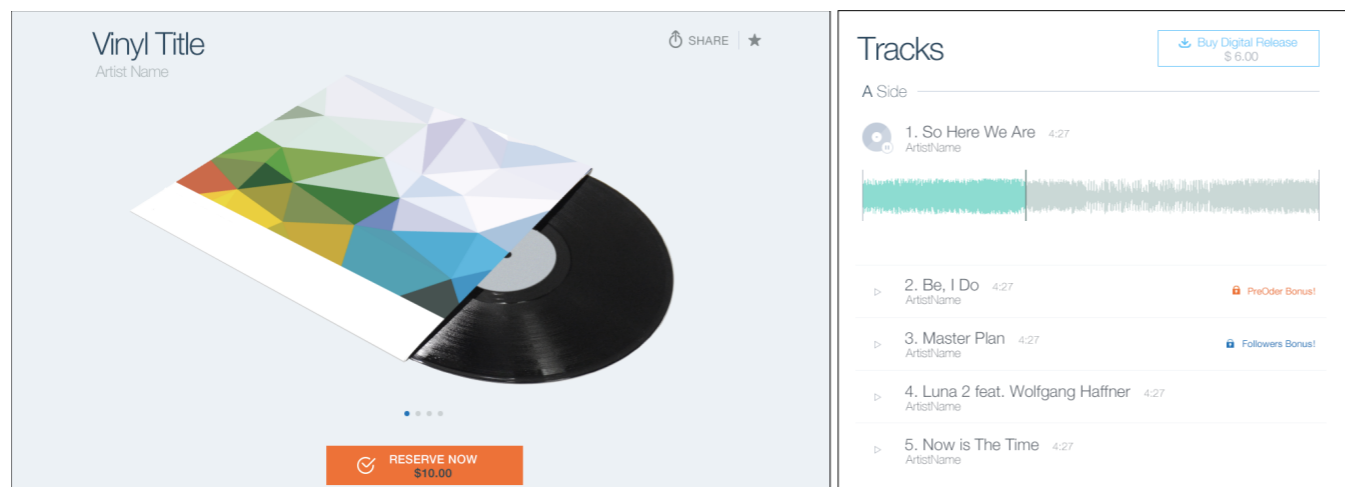 Vinyl Title
Artist Name
SHARE
RESERVE NOW
$10.00
Tracks
Buy Digital Release
$ 6.00
A Side
1. So Here We Are 4:27
ArtistName
2. Be, I Do 4:27
ArtistName
PreOder Bonus!
3. Master Plan 4:27
ArtistName
Followers Bonus!
4. Luna 2 feat. Wolfgang Haffner 4:27
ArtistName
5. Now is The Time 4:27
ArtistName